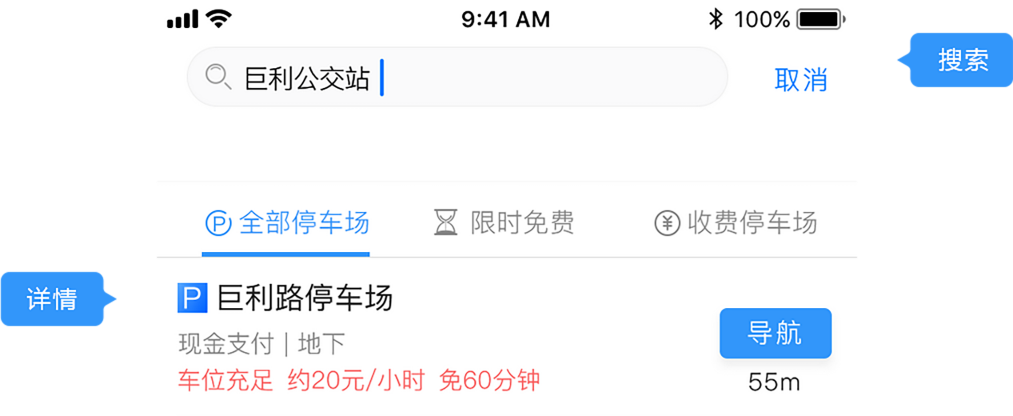 9:41 AM 100%
巨利公交站 取消
搜索
全部停车场 限时免费 收费停车场
详情
P 巨利路停车场
现金支付 | 地下
导航
车位充足 约20元/小时 免60分钟
55m